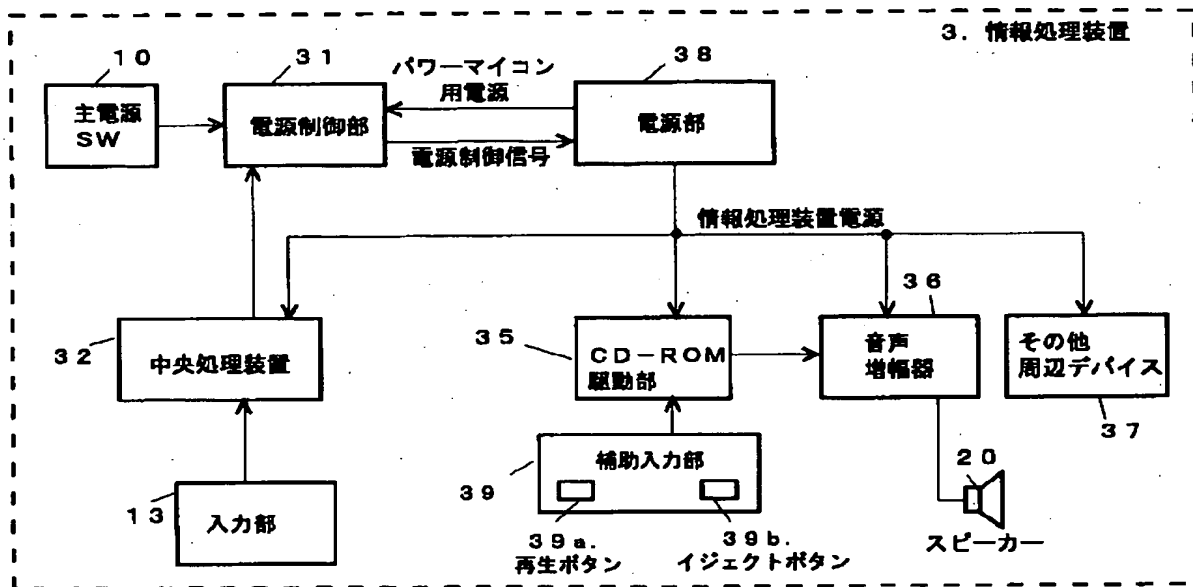 3. 情報処理装置
10
31
38
主電源
SW
電源制御部
パワーマイコン
用電源
電源制御信号
電源部
情報処理装置電源
32
中央処理装置
35
CD-ROM
駆動部
36
音声
増幅器
その他
周辺デバイス
37
39
補助入力部
13
入力部
39a.
再生ボタン
39b.
イジェクトボタン
20
スピーカー